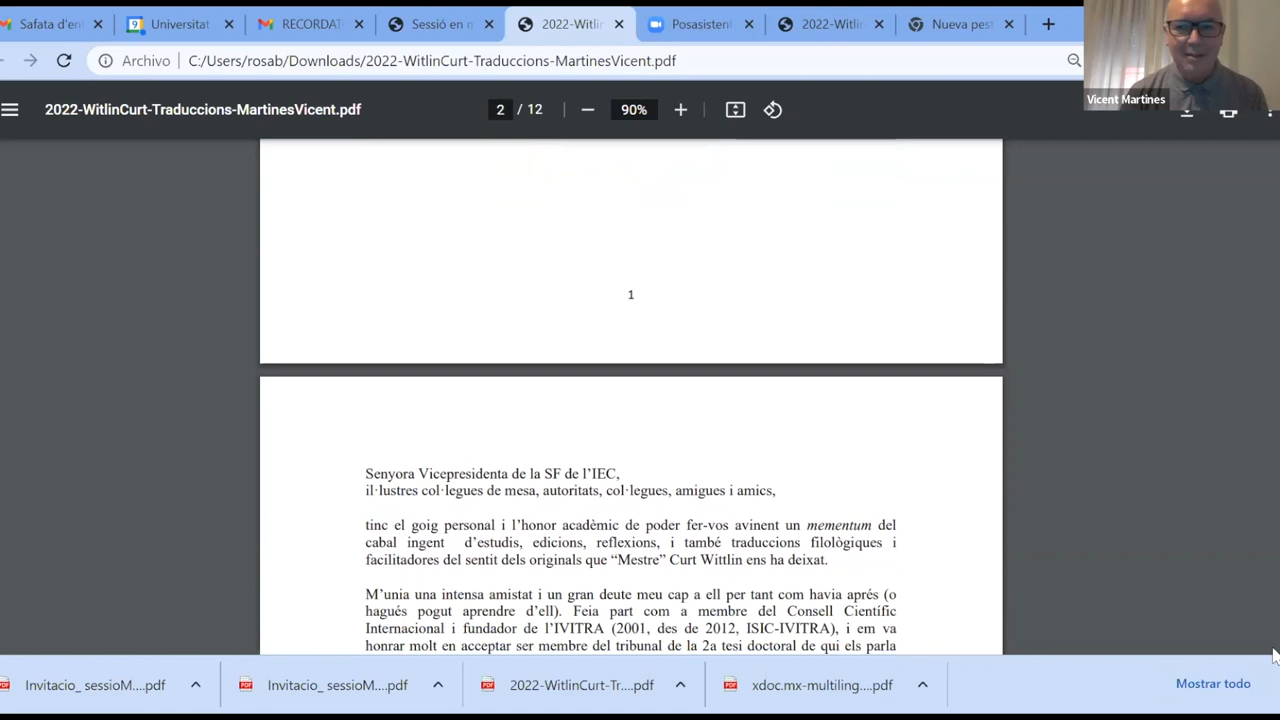 Safata d'en
Universitat
RECORDAT
Sessió en m
2022-Witlin
Posasistent
2022-Witlin
Nueva pest
Archivo
C:/Users/rosab/Downloads/2022-WitlinCurt-Traduccions-MartinesVicent.pdf
Vicent Martines
2022-WitlinCurt-Traduccions-MartinesVicent.pdf
2 / 12
90%
1
Senyora Vicepresidenta de la SF de l'IEC,
il·lustres col·legues de mesa, autoritats, col·legues, amigues i amics,
tinc el goig personal i l'honor acadèmic de poder fer-vos avinent un mementum del
cabal ingent d'estudis, edicions, reflexions, i també traduccions filològiques i
facilitadores del sentit dels originals que “Mestre” Curt Wittlin ens ha deixat.
M'unia una intensa amistat i un gran deute meu cap a ell per tant com havia aprés (o
hagués pogut aprendre d'ell). Feia part com a membre del Consell Científic
Internacional i fundador de l'IVITRA (2001, des de 2012, ISIC-IVITRA), i em va
honrar molt en acceptar ser membre del tribunal de la 2a tesi doctoral de qui els parla
Invitacio_ sessioM....pdf
Invitacio_ sessioM....pdf
2022-WitlinCurt-Tr....pdf
xdoc.mx-multiling....pdf
Mostrar todo